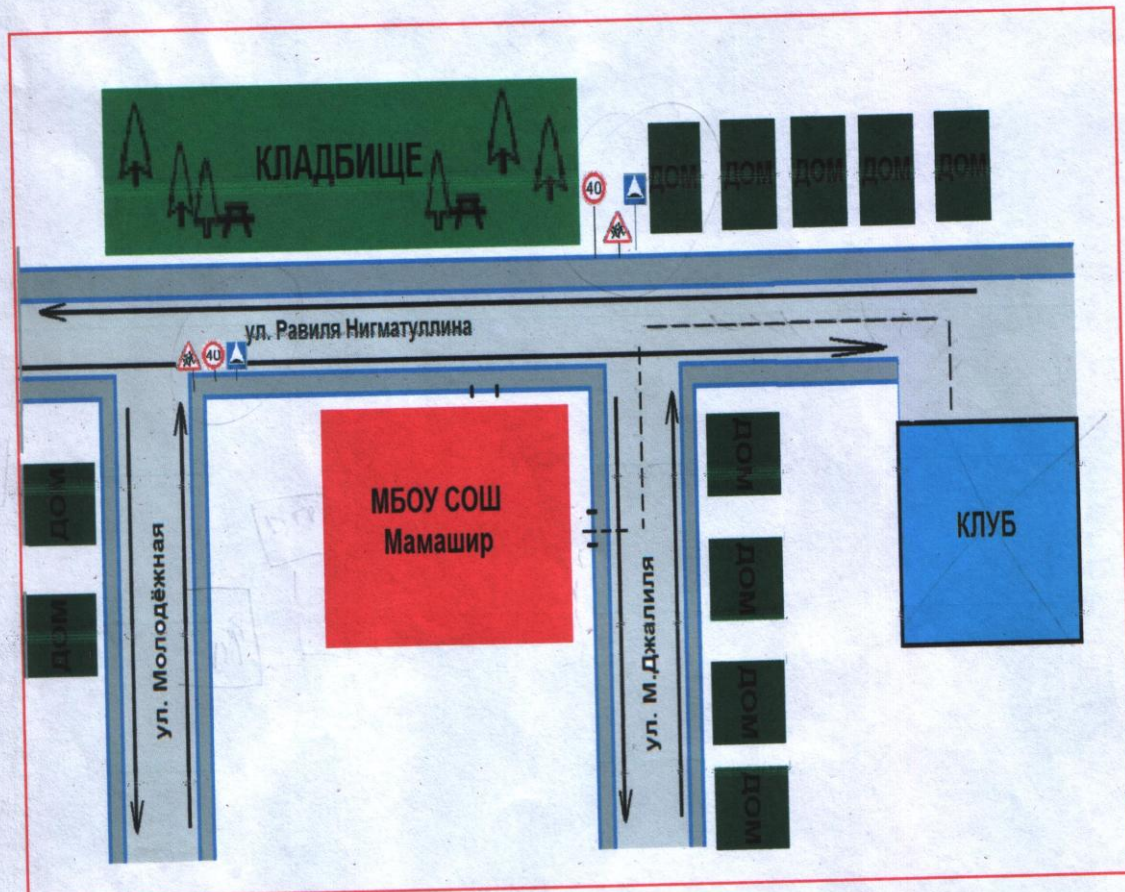 КЛАДБИЩЕ
40
ДОМ
ДОМ
ДОМ
ДОМ
ДОМ
ул. Равиля Нигматуллина
40
ДОМ
ДОМ
ул. Молодёжная
МБОУ СОШ
Мамашир
ул. М.Джалиля
ДОМ
ДОМ
ДОМ
ДОМ
КЛУБ